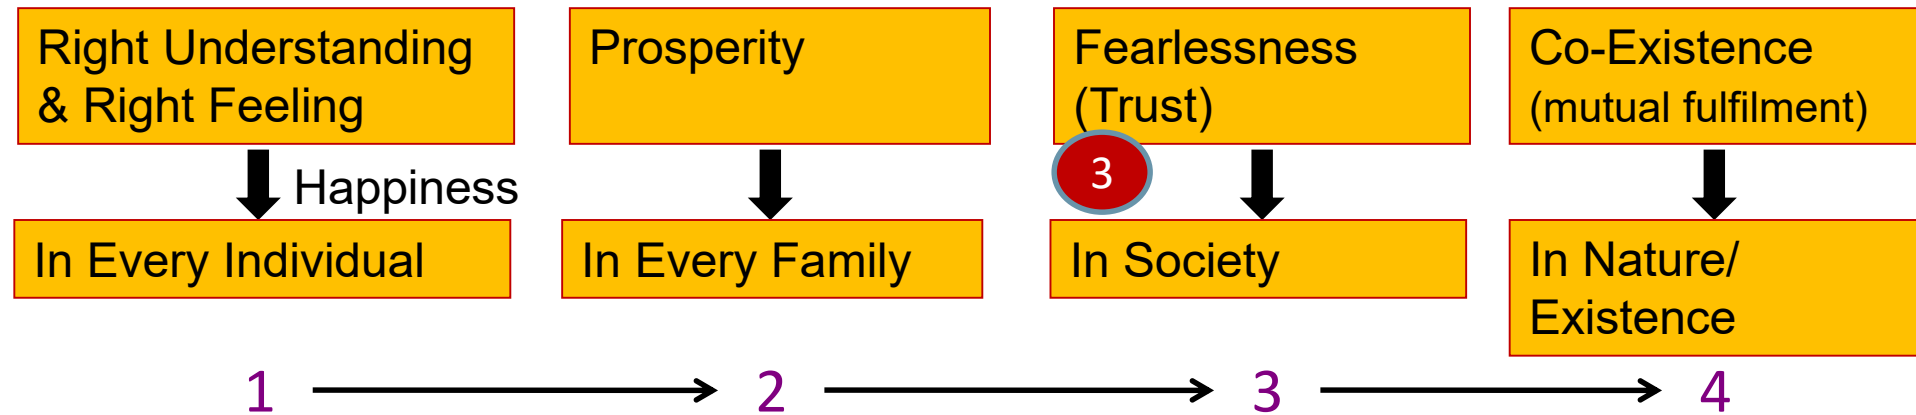 Right Understanding
& Right Feeling
Prosperity
Fearlessness
(Trust)
Co-Existence
(mutual fulfilment)
Happiness
3
In Every Individual
In Every Family
In Society
In Nature/
Existence
1
2
3
4